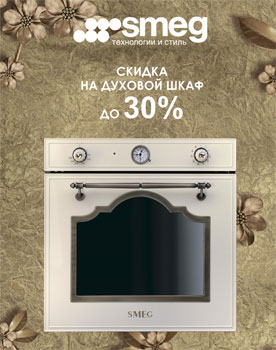 smeg
технологии и стиль
СКИДКА
НА ДУХОВОЙ ШКАФ
ДО 30%
SMEG